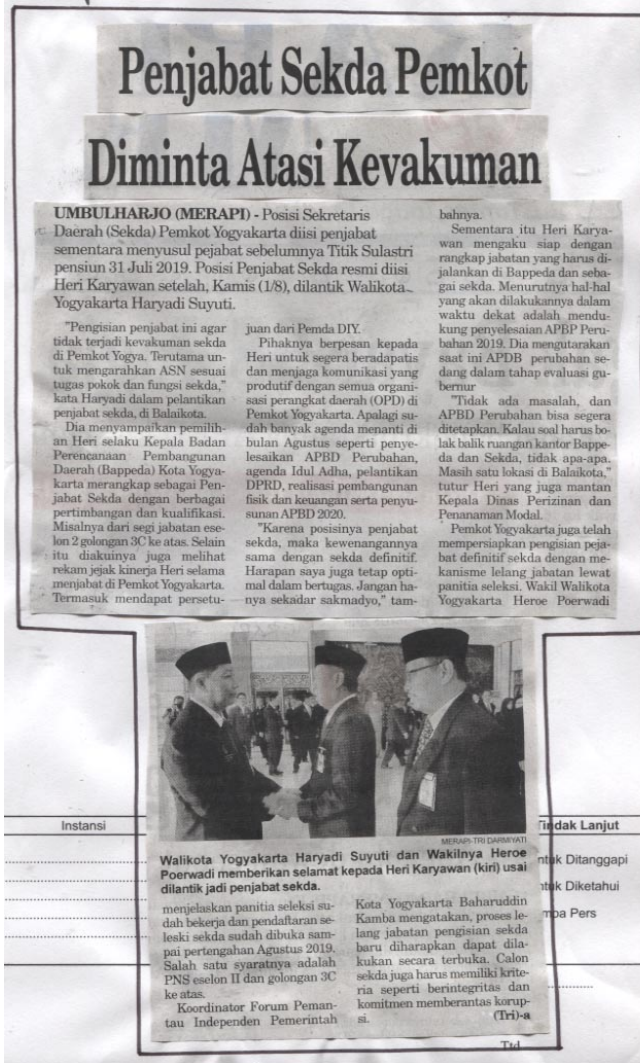 Penjabat Sekda Pemkot
Diminta Atasi Kevakuman
UMBULHARJO (MERAPI) - Posisi Sekretaris
Daerah (Sekda) Pemkot Yogyakarta diisi penjabat
sementara menyusul pejabat sebelumnya Titik Sulastri
pensiun 31 Juli 2019. Posisi Penjabat Sekda resmi diisi
Heri Karyawan setelah, Kamis (1/8), dilantik Walikota
Yogyakarta Haryadi Suyuti.
"Pengisian penjabat ini agar
tidak terjadi kevakuman sekda
di Pemkot Yogya. Terutama un-
tuk mengarahkan ASN sesuai
tugas pokok dan fungsi sekda,"
kata Haryadi dalam pelantikan
penjabat sekda, di Balaikota.
Dia menyampaikan pemilih-
an Heri selaku Kepala Badan
Perencanaan Pembangunan
Daerah (Bappeda) Kota Yogya-
karta merangkap sebagai Pen-
jabat Sekda dengan berbagai
pertimbangan dan kualifikasi.
Misalnya dari segi jabatan ese-
lon 2 golongan 3C ke atas. Selain
itu diakuinya juga melihat
rekam jejak kinerja Heri selama
menjabat di Pemkot Yogyakarta.
Termasuk mendapat persetu-
juan dari Pemda DIY.
Pihaknya berpesan kepada
Heri untuk segera beradapatis
dan menjaga komunikasi yang
produtif dengan semua organi-
sasi perangkat daerah (OPD) di
Pemkot Yogyakarta. Apalagi su-
dah banyak agenda menanti di
bulan Agustus seperti penye-
lesaikan APBD Perubahan,
agenda Idul Adha, pelantikan
DPRD, realisasi pembangunan
fisik dan keuangan serta penyu-
sunan APBD 2020.
"Karena posisinya penjabat
sekda, maka kewenangannya
sama dengan sekda definitif.
Harapan saya juga tetap opti-
mal dalam bertugas. Jangan ha-
nya sekadar sakmadyo," tam-
bahnya.
Sementara itu Heri Karya-
wan mengaku siap dengan
rangkap jabatan yang harus di-
jalankan di Bappeda dan seba-
gai sekda. Menurutnya hal-hal
yang akan dilakukannya dalam
waktu dekat adalah mendu-
kung penyelesaian APBP Peru-
bahan 2019. Dia mengutarakan
saat ini APDB perubahan se-
dang dalam tahap evaluasi gu-
bernur
"Tidak ada masalah, dan
APBD Perubahan bisa segera
ditetapkan. Kalau soal harus bo-
lak balik ruangan kantor Bappe-
da dan Sekda, tidak apa-apa.
Masih satu lokasi di Balaikota,"
tutur Heri yang juga mantan
Kepala Dinas Perizinan dan
Penanaman Modal.
Pemkot Yogyakarta juga telah
mempersiapkan pengisian peja-
bat definitif sekda dengan me-
kanisme lelang jabatan lewat
panitia seleksi. Wakil Walikota
Yogyakarta Heroe Poerwadi
MERAPI-TRI DARMIYATI
Walikota Yogyakarta Haryadi Suyuti dan Wakilnya Heroe
Poerwadi memberikan selamat kepada Heri Karyawan (kiri) usai
dilantik jadi penjabat sekda.
menjelaskan panitia seleksi su-
dah bekerja dan pendaftaran se-
leski sekda sudah dibuka sam-
pai pertengahan Agustus 2019.
Salah satu syaratnya adalah
PNS eselon II dan golongan 3C
ke atas.
Koordinator Forum Peman-
tau Independen Pemerintah
Kota Yogyakarta Baharuddin
Kamba mengatakan, proses le-
lang jabatan pengisian sekda
baru diharapkan dapat dila-
kukan secara terbuka. Calon
sekda juga harus memiliki krite-
ria seperti berintegritas dan
komitmen memberantas korup-
si. (Tri)-a
Instansi
Tindak Lanjut
ntuk Ditanggapi
tuk Diketahui
mba Pers
Ttd